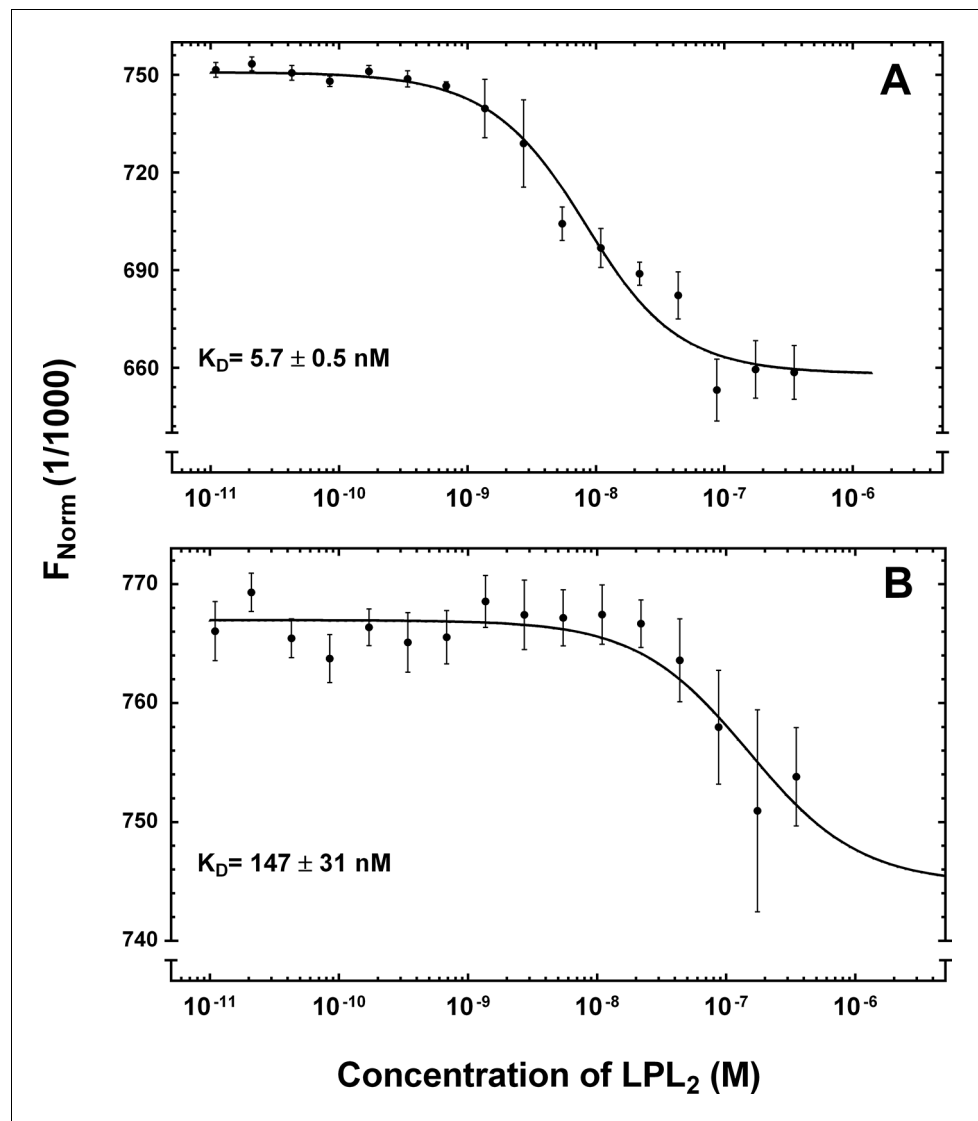 A
750
720
690
660
K_D= 5.7 ± 0.5 nM
10^-11 10^-10 10^-9 10^-8 10^-7 10^-6
F_Norm (1/1000)
B
770
760
750
740
K_D= 147 ± 31 nM
10^-11 10^-10 10^-9 10^-8 10^-7 10^-6
Concentration of LPL_2 (M)